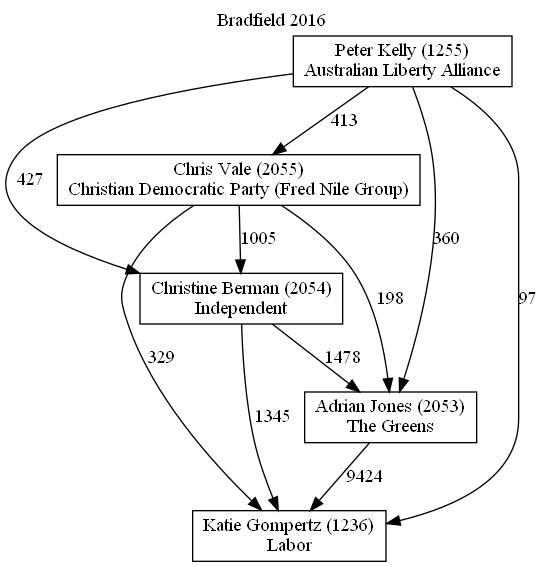 Bradfield 2016
Peter Kelly (1255)
Australian Liberty Alliance
413
427
Chris Vale (2055)
Christian Democratic Party (Fred Nile Group)
1005
360
Christine Berman (2054)
Independent
198
97
329
1478
Adrian Jones (2053)
The Greens
1345
9424
Katie Gompertz (1236)
Labor